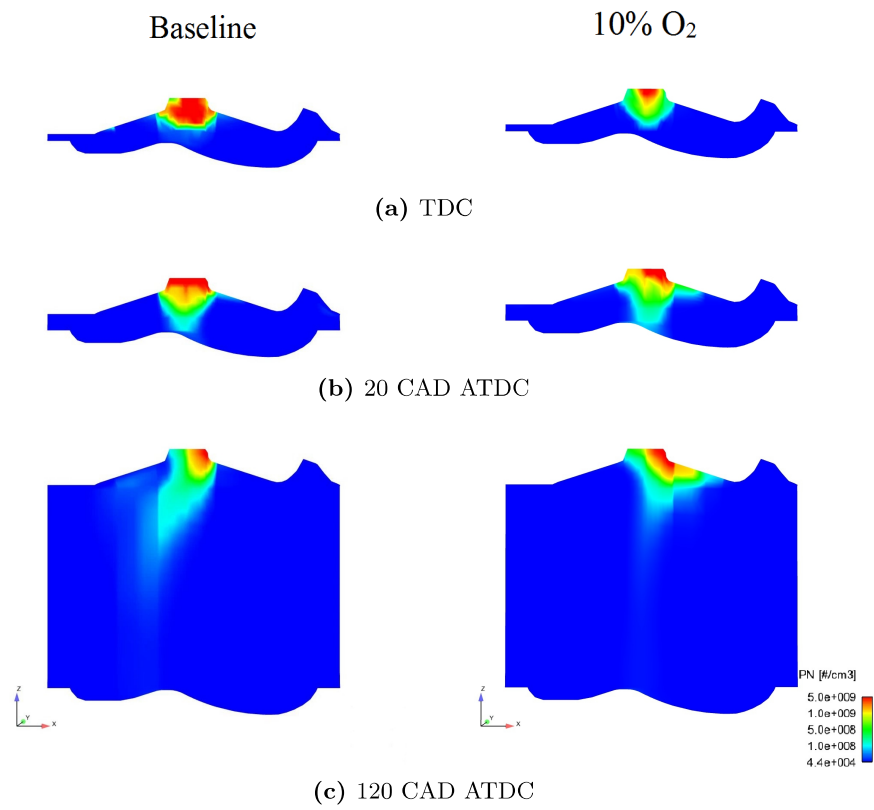 Baseline
10% O₂
(a) TDC
(b) 20 CAD ATDC
Z
Y
X
Z
Y
X
PN [#/cm3]
5.0e+009
1.0e+009
5.0e+008
1.0e+008
4.4e+004
(c) 120 CAD ATDC